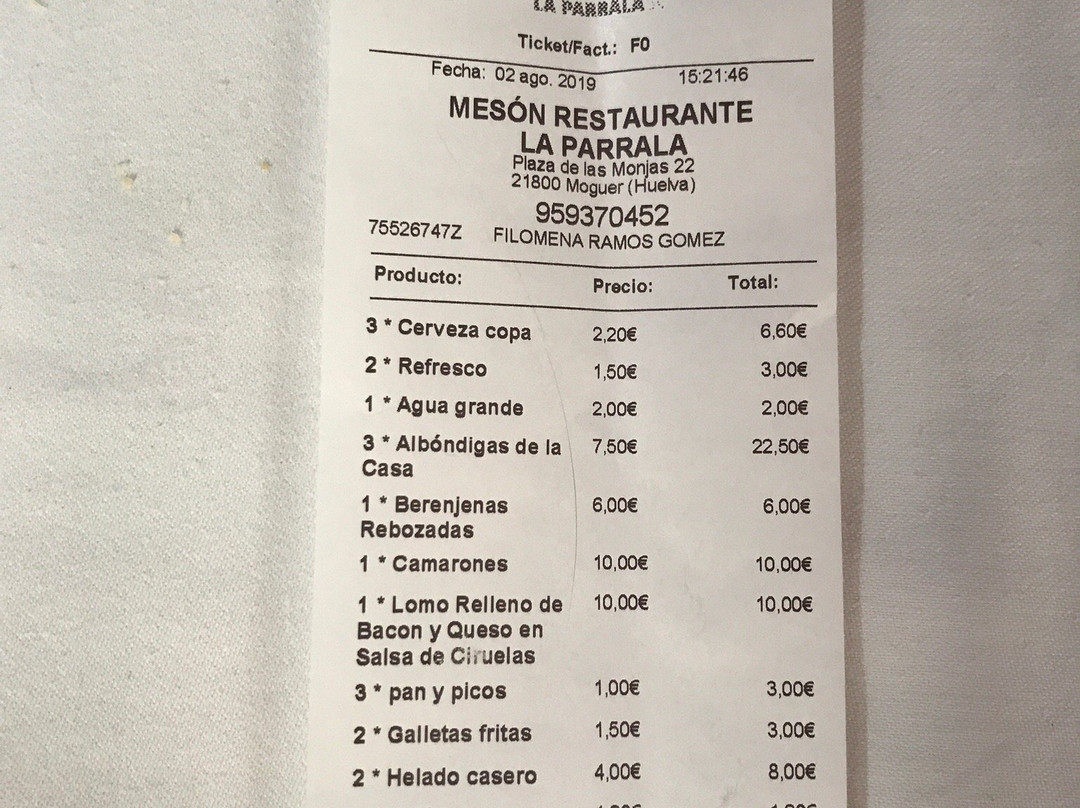 LA PARRALA
Ticket/Fact.: F0
Fecha: 02 ago. 2019 15:21:46
MESÓN RESTAURANTE
LA PARRALA
Plaza de las Monjas 22
21800 Moguer (Huelva)
959370452
75526747Z FILOMENA RAMOS GOMEZ
Producto: Precio: Total:
3 * Cerveza copa 2,20€ 6,60€
2 * Refresco 1,50€ 3,00€
1 * Agua grande 2,00€ 2,00€
3 * Albóndigas de la 7,50€ 22,50€
Casa
1 * Berenjenas 6,00€ 6,00€
Rebozadas
1 * Camarones 10,00€ 10,00€
1 * Lomo Relleno de 10,00€ 10,00€
Bacon y Queso en
Salsa de Ciruelas
3 * pan y picos 1,00€ 3,00€
2 * Galletas fritas 1,50€ 3,00€
2 * Helado casero 4,00€ 8,00€